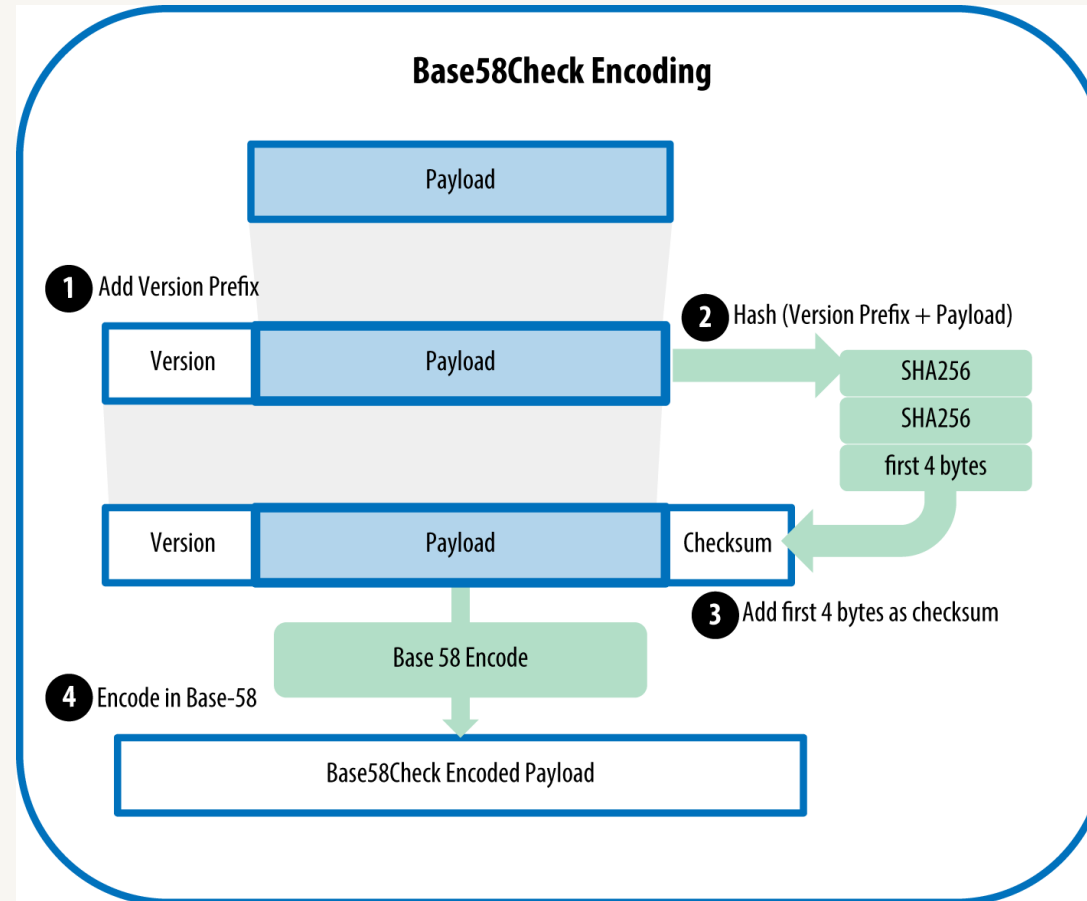 Base58Check Encoding
Payload
1 Add Version Prefix
2 Hash (Version Prefix + Payload)
Version
Payload
SHA256
SHA256
first 4 bytes
Version
Payload
Checksum
3 Add first 4 bytes as checksum
Base 58 Encode
4 Encode in Base-58
Base58Check Encoded Payload